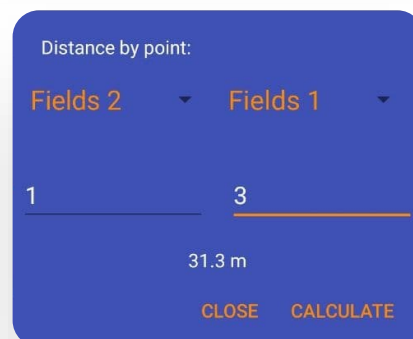 Distance by point:
Fields 2 Fields 1
1 3
31.3 m
CLOSE CALCULATE